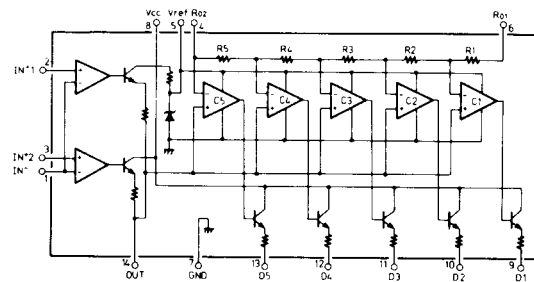 Vcc Vref RO2 RO1
8 5 4 6
R5 R4 R3 R2 R1
2
IN+1
C5 C4 C3 C2 C1
3
IN+2
IN-
1
14 7 13 12 11 10 9
OUT GND D5 D4 D3 D2 D1